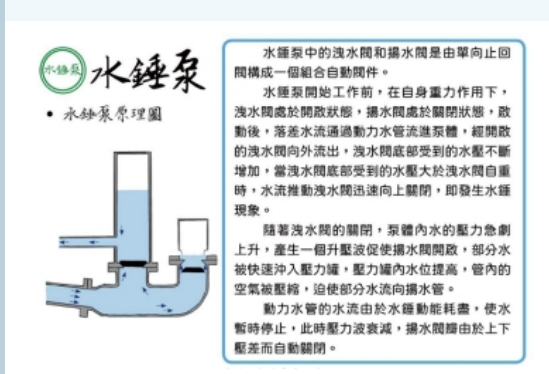 水錘泵
水錘泵
• 水錘泵原理圖
水錘泵中的洩水閥和揚水閥是由單向止回
閥構成一個組合自動閥件。
水錘泵開始工作前，在自身重力作用下，
洩水閥處於開啟狀態，揚水閥處於關閉狀態，啟
動後，落差水流通過動力水管流進泵體，經開啟
的洩水閥向外流出，洩水閥底部受到的水壓不斷
增加，當洩水閥底部受到的水壓大於洩水閥自重
時，水流推動洩水閥迅速向上關閉，即發生水錘
現象。
隨著洩水閥的關閉，泵體內水的壓力急劇
上升，產生一個升壓波促使揚水閥開啟，部分水
被快速沖入壓力罐，壓力罐內水位提高，管內的
空氣被壓縮，迫使部分水流向揚水管。
動力水管的水流由於水錘動能耗盡，使水
暫時停止，此時壓力波衰減，揚水閥瓣由於上下
壓差而自動關閉。